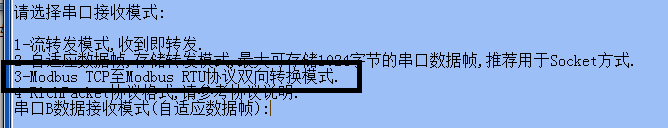 请选择串口接收模式:
1-流转发模式,收到即转发.
2-自适应数据帧,存储转发模式,最大可存储1024字节的串口数据帧,推荐用于Socket方式.
3-Modbus TCP至Modbus RTU协议双向转换模式.
4-RichPacket协议格式,请参考协议说明.
串口B数据接收模式(自适应数据帧):